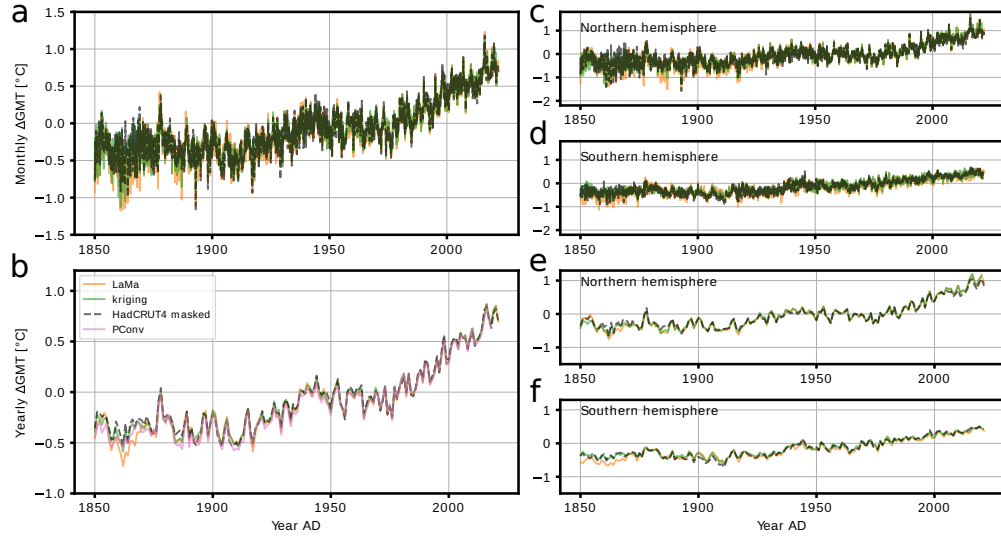 a
Monthly ΔGMT [°C]
1.5
1.0
0.5
0.0
−0.5
−1.0
−1.5
1850
1900
1950
2000
b
Yearly ΔGMT [°C]
1.0
0.5
0.0
−0.5
−1.0
LaMa
kriging
HadCRUT4 masked
PConv
1850
1900
1950
2000
Year AD
c
Northern hemisphere
1
0
−1
−2
1850
1900
1950
2000
d
Southern hemisphere
1
0
−1
−2
1850
1900
1950
2000
e
Northern hemisphere
1
0
−1
1850
1900
1950
2000
f
Southern hemisphere
1
0
−1
1850
1900
1950
2000
Year AD